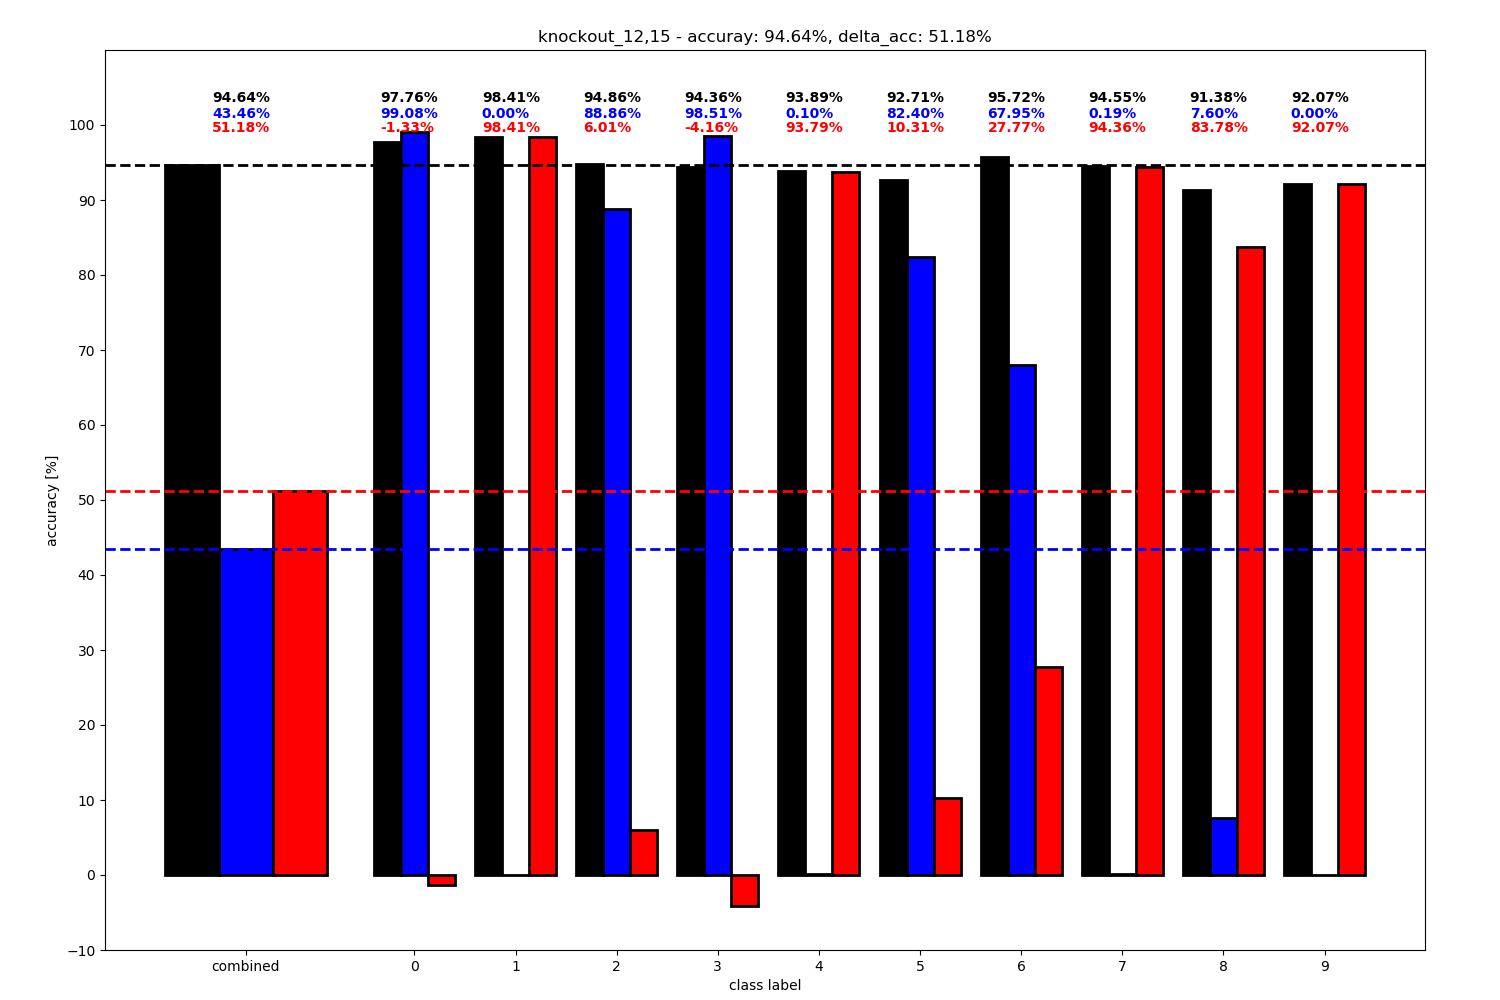 knockout_12,15 - accuray: 94.64%, delta_acc: 51.18%
94.64% 97.76% 98.41% 94.86% 94.36% 93.89% 92.71% 95.72% 94.55% 91.38% 92.07%
43.46% 99.08% 0.00% 88.86% 98.51% 0.10% 82.40% 67.95% 0.19% 7.60% 0.00%
51.18% -1.33% 98.41% 6.01% -4.16% 93.79% 10.31% 27.77% 94.36% 83.78% 92.07%
100
90
80
70
60
50
40
30
20
10
0
−10
accuracy [%]
combined 0 1 2 3 4 5 6 7 8 9
class label